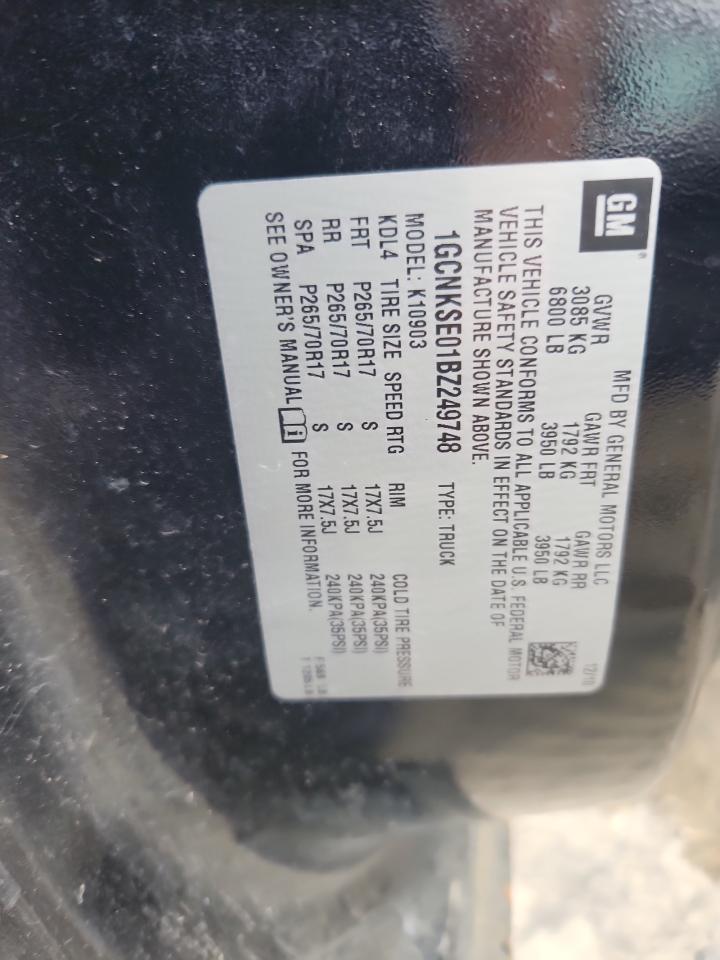 GM
MFD BY GENERAL MOTORS LLC
12/10
GVWR GAWR FRT GAWR RR
3085 KG 1792 KG 1792 KG
6800 LB 3950 LB 3950 LB
THIS VEHICLE CONFORMS TO ALL APPLICABLE U.S. FEDERAL MOTOR
VEHICLE SAFETY STANDARDS IN EFFECT ON THE DATE OF
MANUFACTURE SHOWN ABOVE.
1GCNKSE01BZ249748 TYPE: TRUCK
MODEL: K10903
KDL4 TIRE SIZE SPEED RTG RIM COLD TIRE PRESSURE
FRT P265/70R17 S 17X7.5J 240KPA(35PSI)
RR P265/70R17 S 17X7.5J 240KPA(35PSI)
SPA P265/70R17 S 17X7.5J 240KPA(35PSI)
SEE OWNER'S MANUAL FOR MORE INFORMATION.